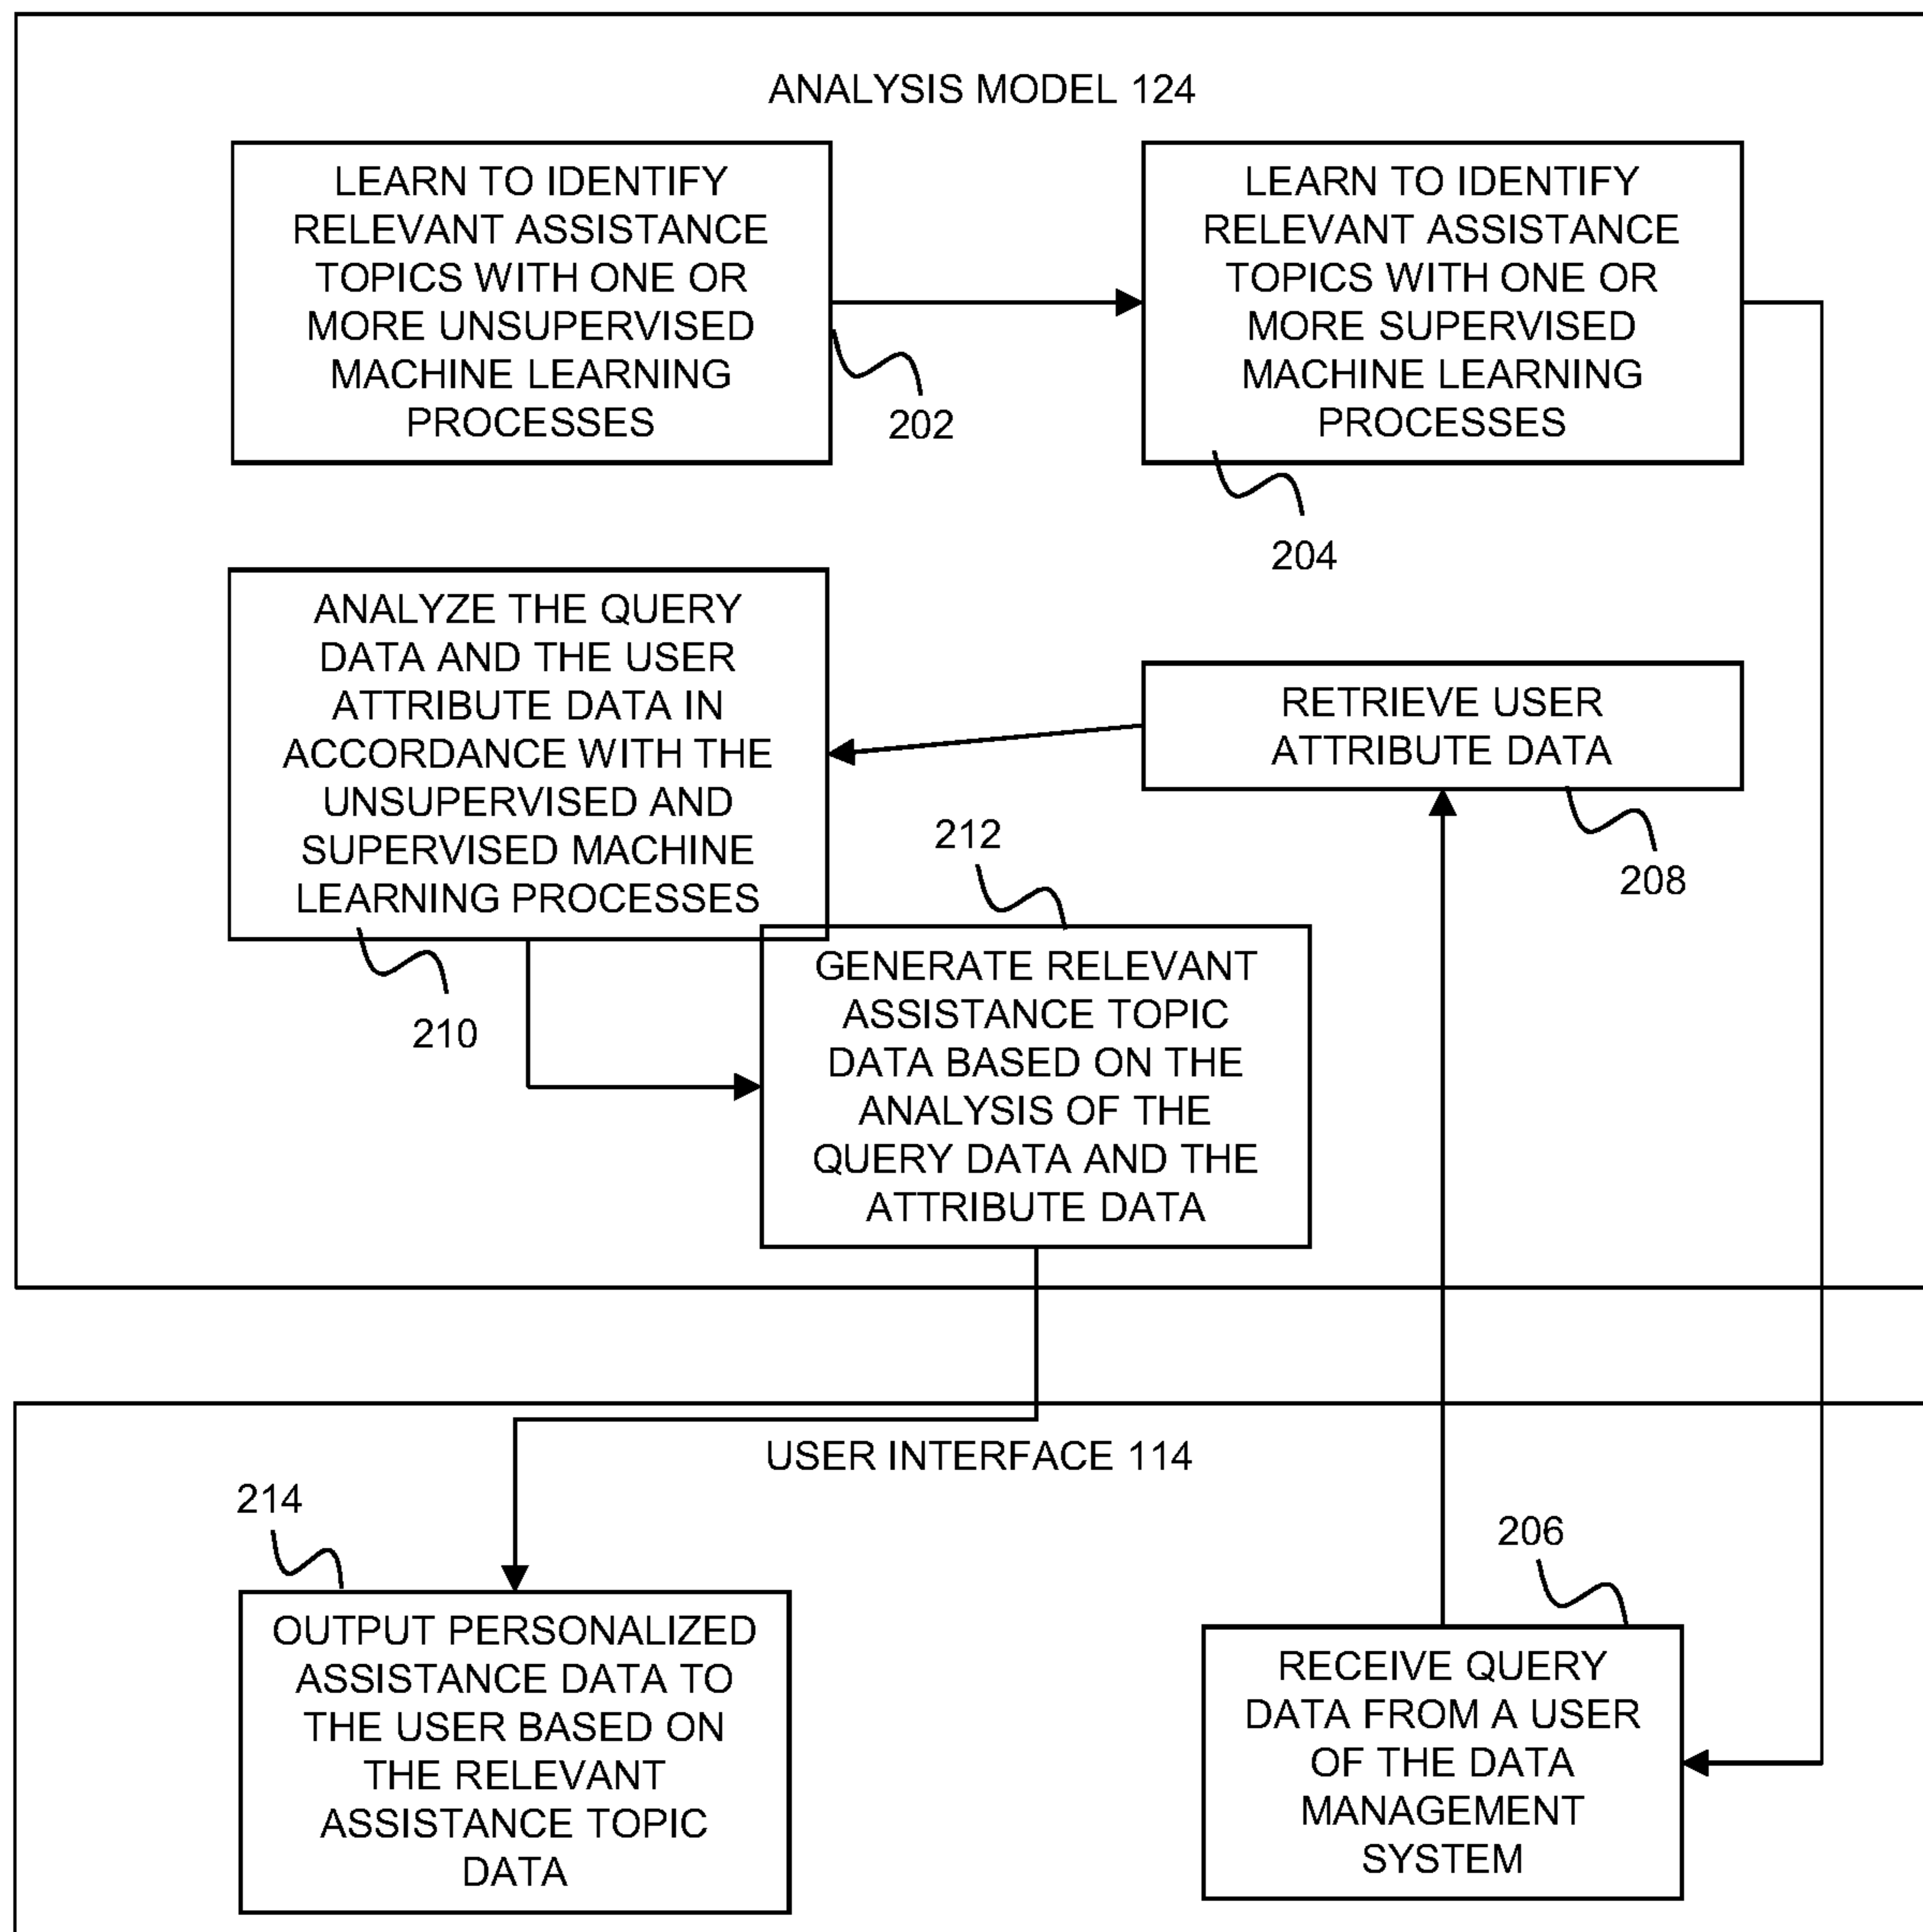 ANALYSIS MODEL 124
LEARN TO IDENTIFY
RELEVANT ASSISTANCE
TOPICS WITH ONE OR
MORE UNSUPERVISED
MACHINE LEARNING
PROCESSES
202
LEARN TO IDENTIFY
RELEVANT ASSISTANCE
TOPICS WITH ONE OR
MORE SUPERVISED
MACHINE LEARNING
PROCESSES
204
ANALYZE THE QUERY
DATA AND THE USER
ATTRIBUTE DATA IN
ACCORDANCE WITH THE
UNSUPERVISED AND
SUPERVISED MACHINE
LEARNING PROCESSES
210
RETRIEVE USER
ATTRIBUTE DATA
208
212
GENERATE RELEVANT
ASSISTANCE TOPIC
DATA BASED ON THE
ANALYSIS OF THE
QUERY DATA AND THE
ATTRIBUTE DATA
USER INTERFACE 114
214
OUTPUT PERSONALIZED
ASSISTANCE DATA TO
THE USER BASED ON
THE RELEVANT
ASSISTANCE TOPIC
DATA
206
RECEIVE QUERY
DATA FROM A USER
OF THE DATA
MANAGEMENT
SYSTEM